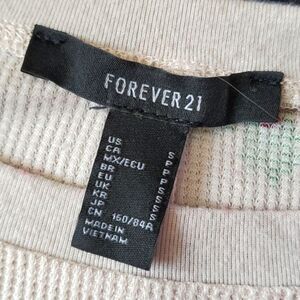 FOREVER 21
US S
CA P
MX/ECU P
BR P
EU S
UK S
KR S
JP S
CN 160/84A
MADE IN
VIETNAM